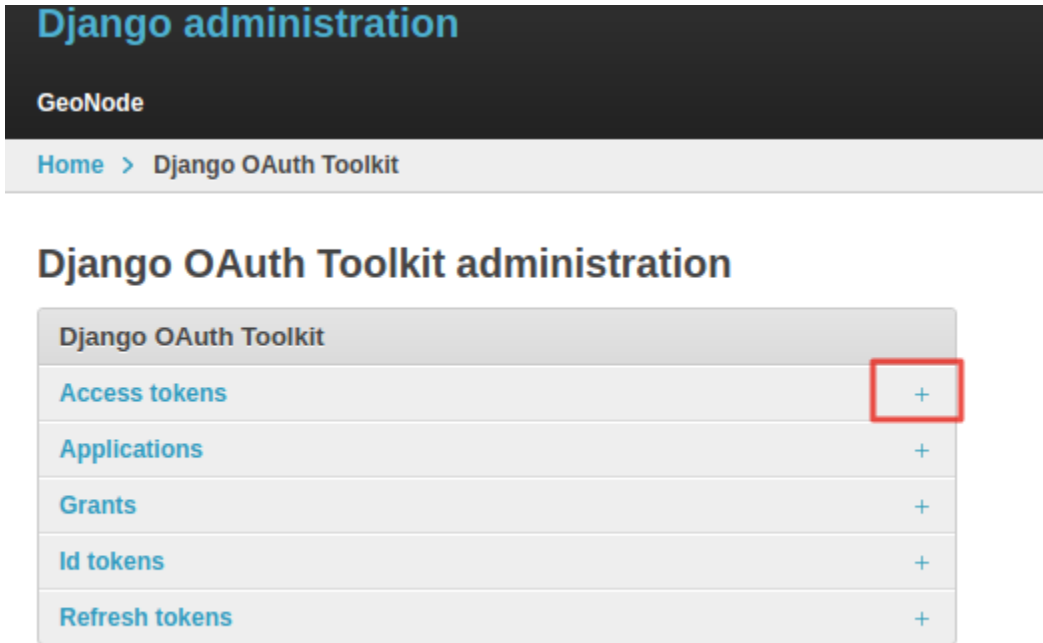 Django administration
GeoNode
Home > Django OAuth Toolkit
Django OAuth Toolkit administration
Django OAuth Toolkit
Access tokens +
Applications +
Grants +
Id tokens +
Refresh tokens +